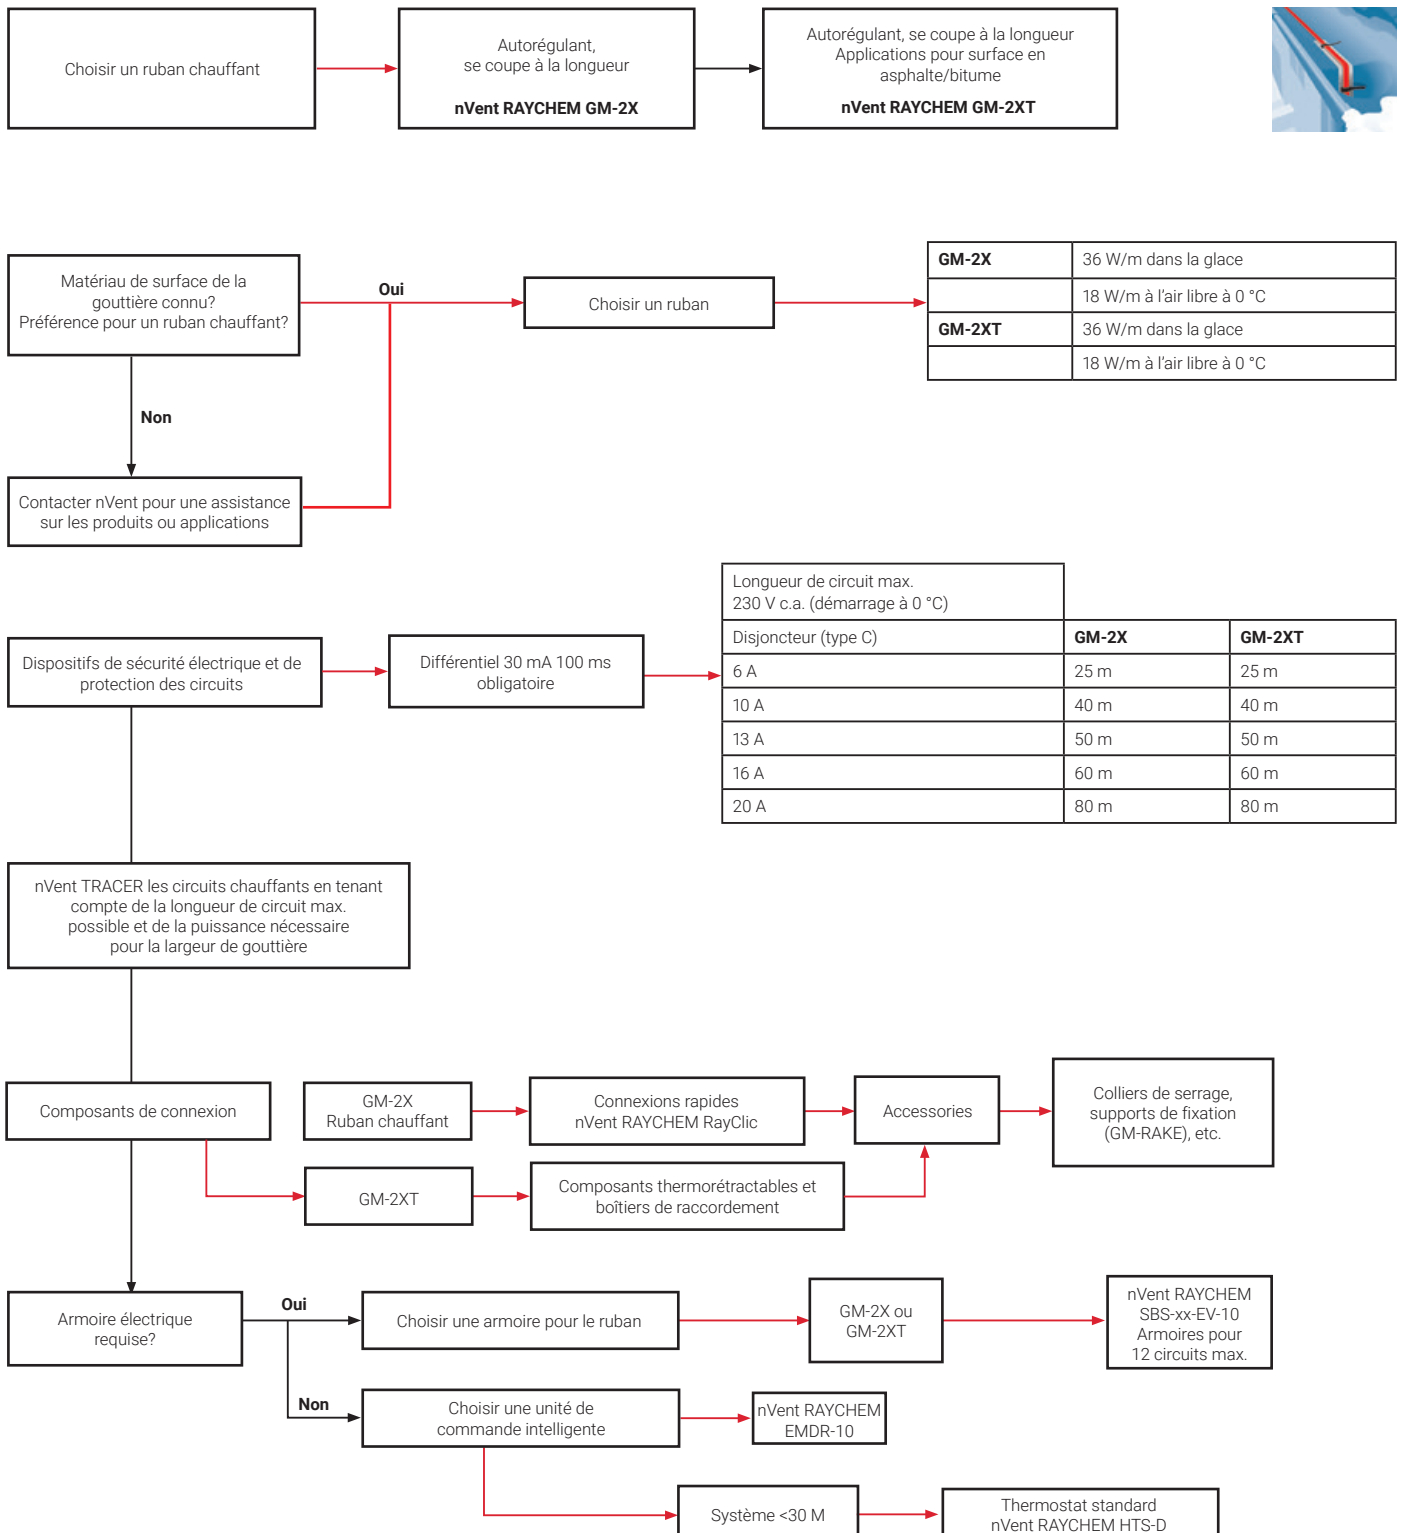 Choisir un ruban chauffant
Autorégulant,
se coupe à la longueur
nVent RAYCHEM GM-2X
Autorégulant, se coupe à la longueur
Applications pour surface en
asphalte/bitume
nVent RAYCHEM GM-2XT
Matériau de surface de la
gouttière connu?
Préférence pour un ruban chauffant?
Oui
Choisir un ruban
GM-2X 36 W/m dans la glace
18 W/m à l'air libre à 0 °C
GM-2XT 36 W/m dans la glace
18 W/m à l'air libre à 0 °C
Non
Contacter nVent pour une assistance
sur les produits ou applications
Dispositifs de sécurité électrique et de
protection des circuits
Différentiel 30 mA 100 ms
obligatoire
Longueur de circuit max.
230 V c.a. (démarrage à 0 °C)
Disjoncteur (type C) GM-2X GM-2XT
6 A 25 m 25 m
10 A 40 m 40 m
13 A 50 m 50 m
16 A 60 m 60 m
20 A 80 m 80 m
nVent TRACER les circuits chauffants en tenant
compte de la longueur de circuit max.
possible et de la puissance nécessaire
pour la largeur de gouttière
Composants de connexion
GM-2X
Ruban chauffant
Connexions rapides
nVent RAYCHEM RayClic
Accessories
Colliers de serrage,
supports de fixation
(GM-RAKE), etc.
GM-2XT
Composants thermorétractables et
boîtiers de raccordement
Armoire électrique
requise?
Oui
Choisir une armoire pour le ruban
GM-2X ou
GM-2XT
nVent RAYCHEM
SBS-xx-EV-10
Armoires pour
12 circuits max.
Non
Choisir une unité de
commande intelligente
nVent RAYCHEM
EMDR-10
Système <30 M
Thermostat standard
nVent RAYCHEM HTS-D